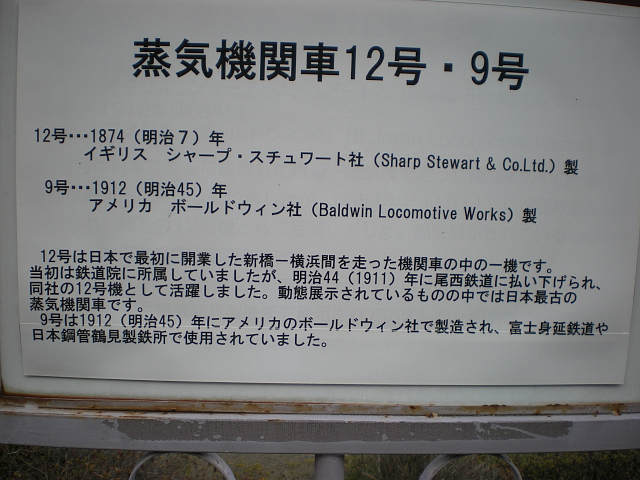 蒸気機関車12号・9号
12号･･･1874（明治７）年
イギリス　シャープ・スチュワート社（Sharp Stewart & Co.Ltd.）製
9号･･･1912（明治45）年
アメリカ　ボールドウィン社（Baldwin Locomotive Works）製
12号は日本で最初に開業した新橋－横浜間を走った機関車の中の一機です。
当初は鉄道院に所属していましたが、明治44（1911）年に尾西鉄道に払い下げられ、
同社の12号機として活躍しました。動態展示されているものの中では日本最古の
蒸気機関車です。
9号は1912（明治45）年にアメリカのボールドウィン社で製造され、富士身延鉄道や
日本鋼管鶴見製鉄所で使用されていました。